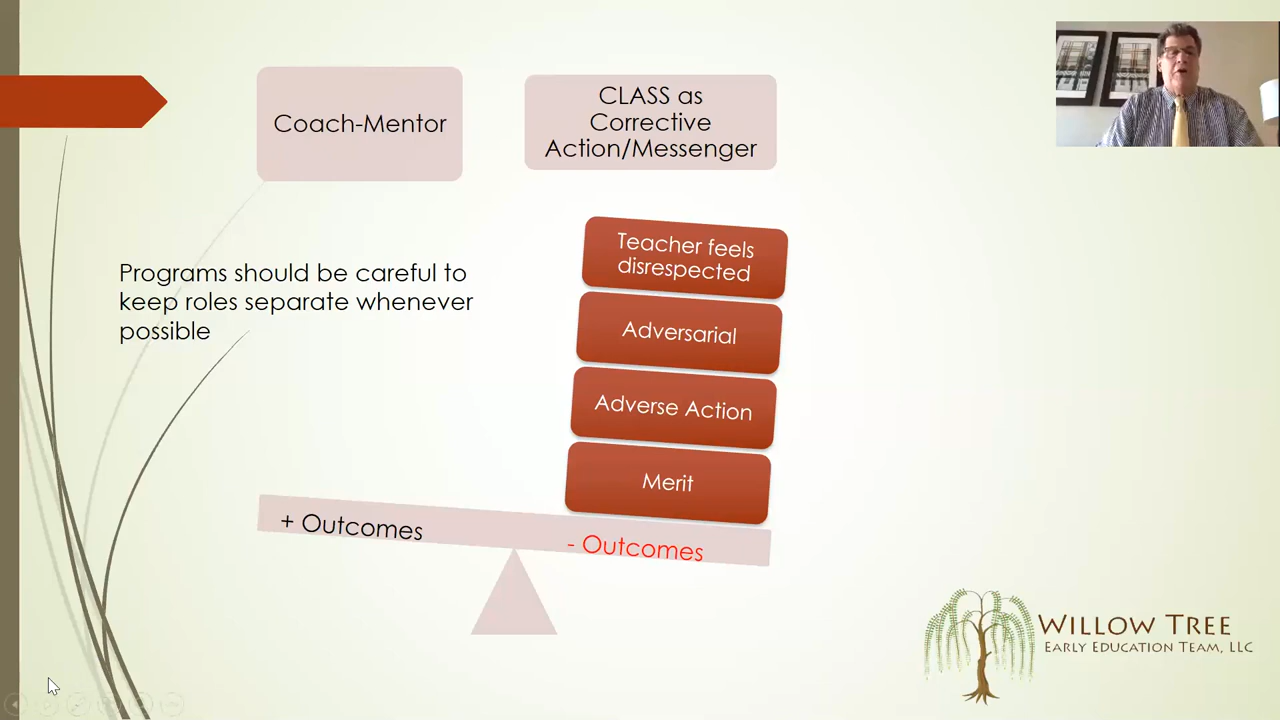 Coach-Mentor
CLASS as
Corrective
Action/Messenger
Programs should be careful to
keep roles separate whenever
possible
Teacher feels
disrespected
Adversarial
Adverse Action
Merit
+ Outcomes
- Outcomes
WILLOW TREE
EARLY EDUCATION TEAM, LLC